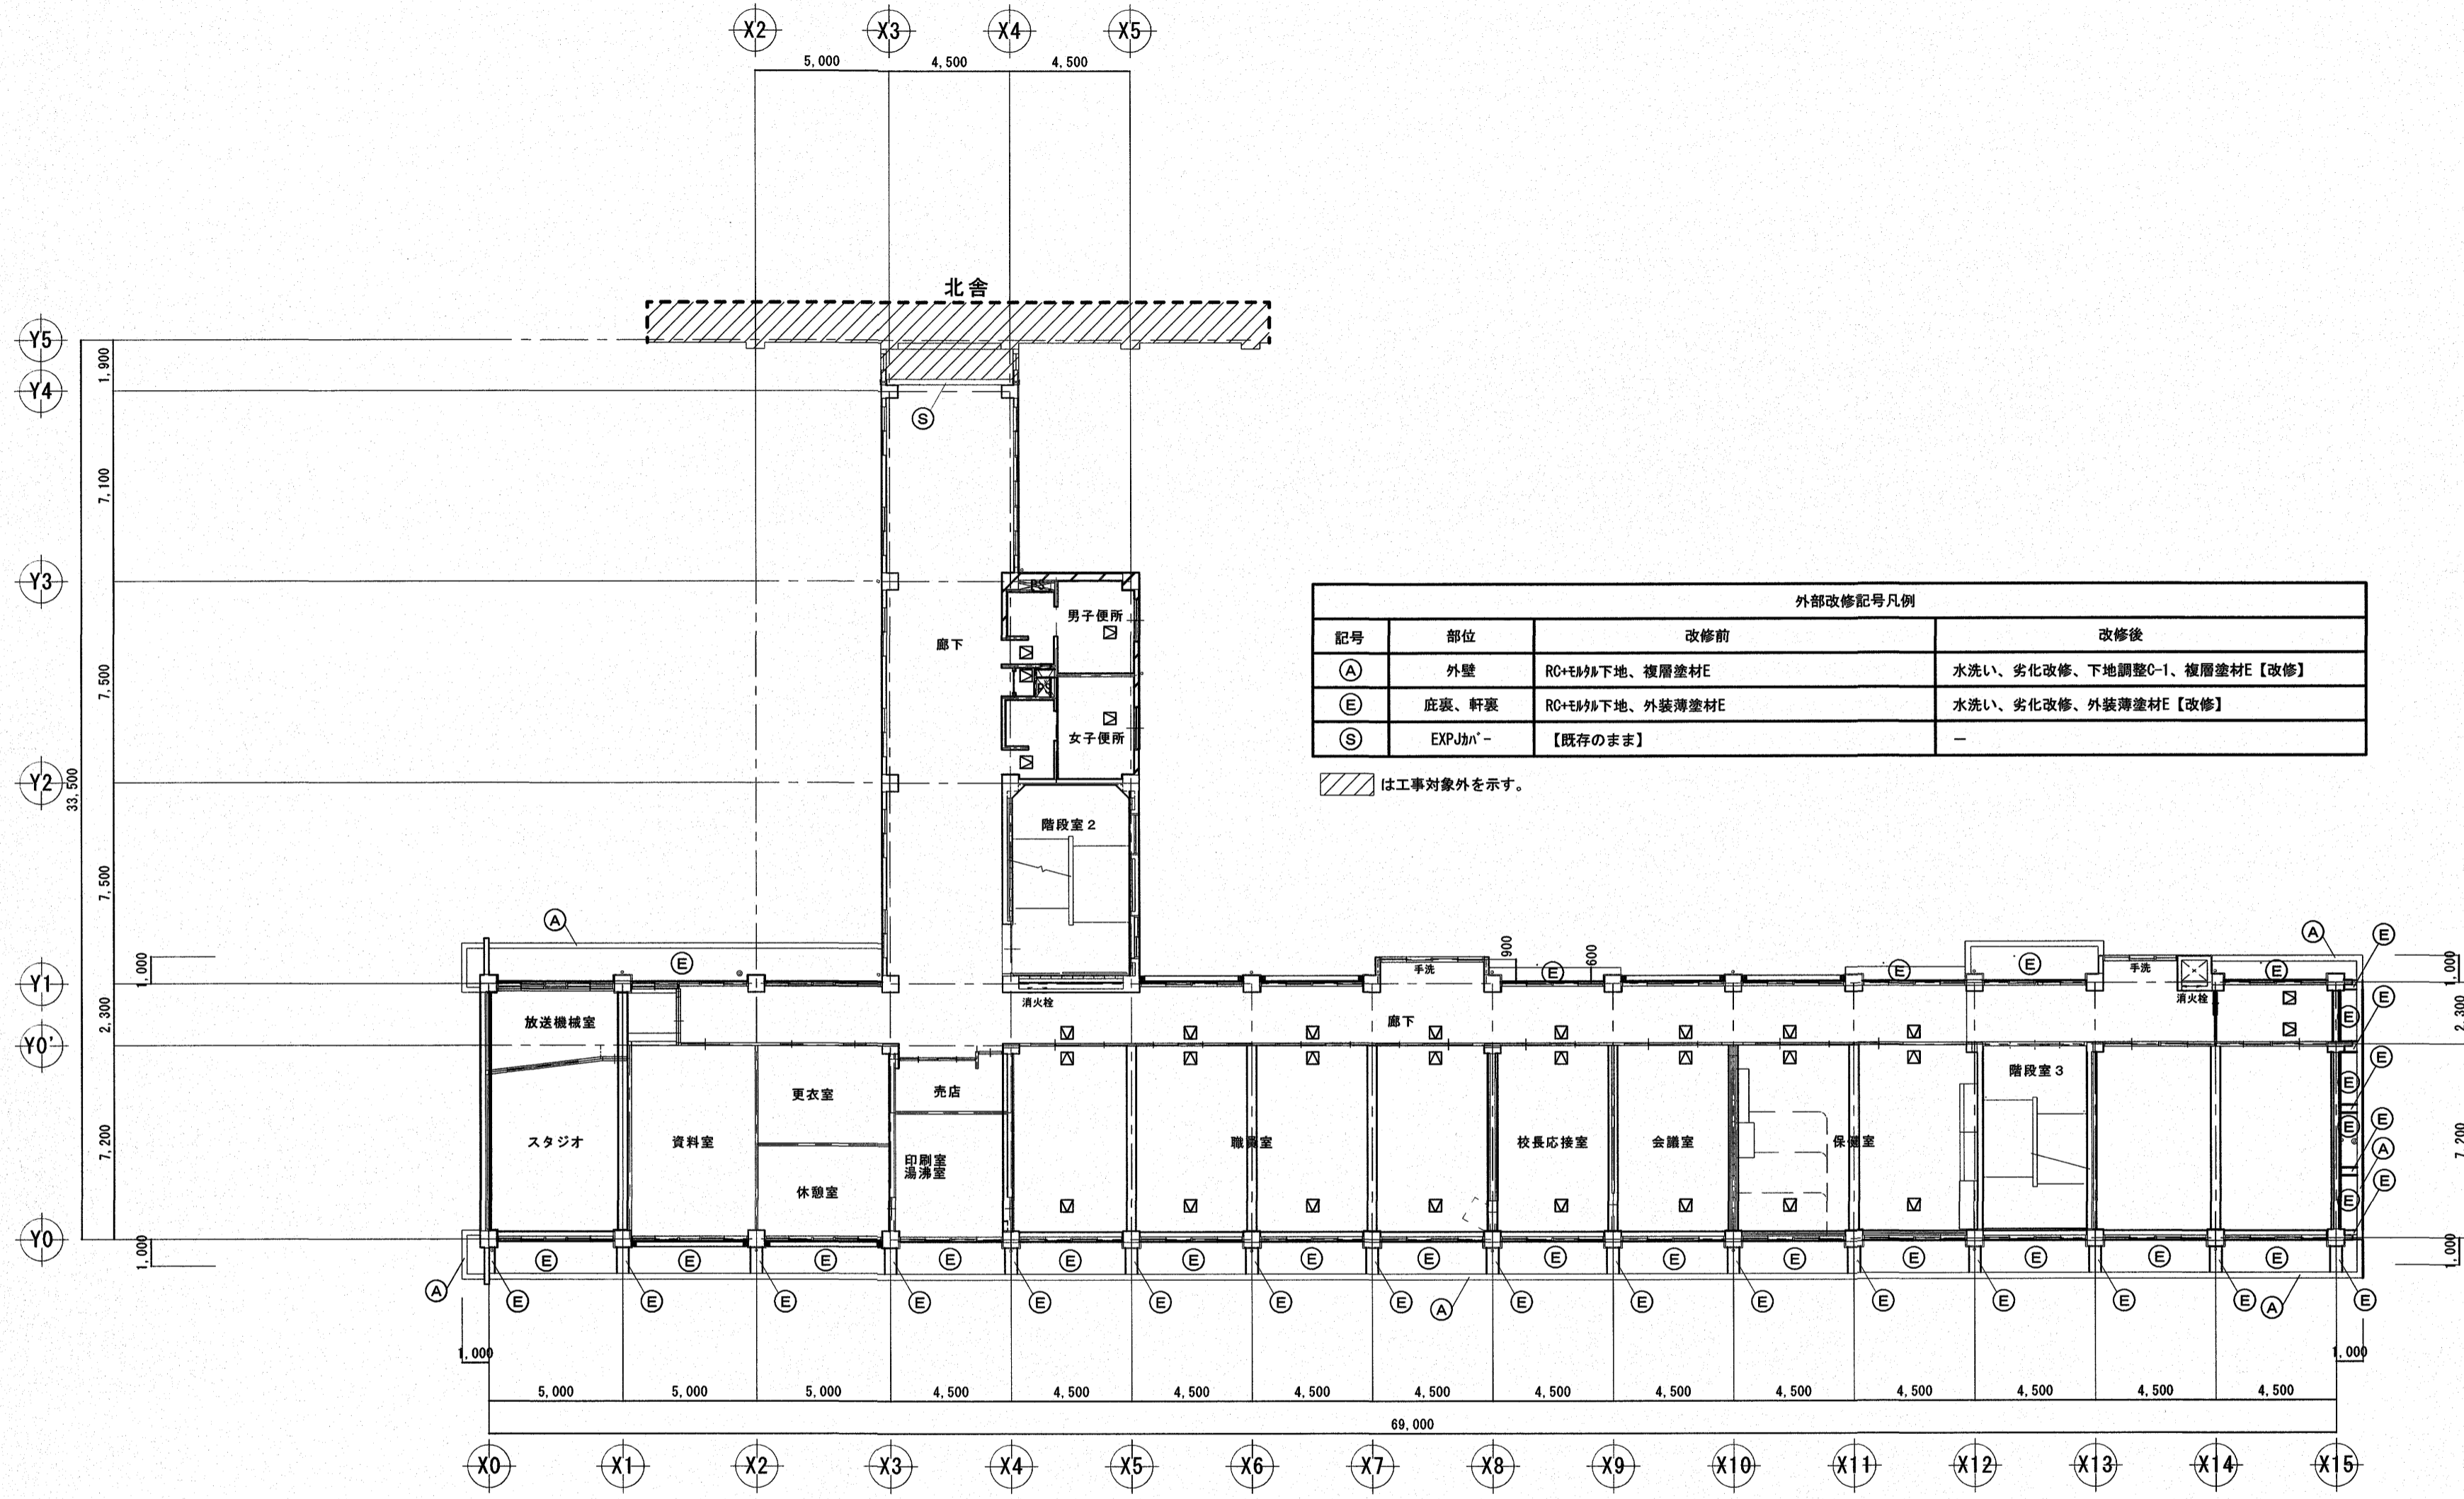 X2 X3 X4 X5
5,000 4,500 4,500
北舎
Y5
1,900
Y4
S
7,100
Y3
PS
男子便所
廊下
7,500
PS
女子便所
Y2
33,500
階段室2
7,500
外部改修記号凡例
記号 部位 改修前 改修後
A 外壁 RC+モルタル下地、複層塗材E 水洗い、劣化改修、下地調整C-1、複層塗材E【改修】
E 庇裏、軒裏 RC+モルタル下地、外装薄塗材E 水洗い、劣化改修、外装薄塗材E【改修】
S EXPJカバー 【既存のまま】 −
は工事対象外を示す。
A A E
1,000 E 900 600 E E E E 1,000
手洗 手洗
Y1
消火栓 消火栓
2,300 放送機械室 廊下 E E 2,300
Y0'
E
更衣室 売店 階段室3 E
E
E
7,200 スタジオ 資料室 職員室 校長応接室 会議室 保健室 A 7,200
印刷室
湯沸室
休憩室 E
E
Y0
1,000 E E E E E E E E E E E E E E E 1,000
A E E E E E E E E A E E E E E E E A E
1,000 1,000
5,000 5,000 5,000 4,500 4,500 4,500 4,500 4,500 4,500 4,500 4,500 4,500 4,500 4,500 4,500
69,000
X0 X1 X2 X3 X4 X5 X6 X7 X8 X9 X10 X11 X12 X13 X14 X15